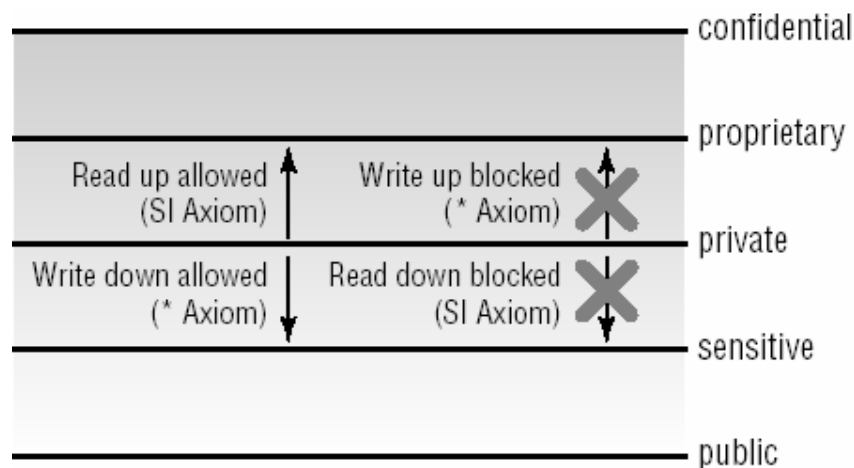 confidential
proprietary
Read up allowed
(SI Axiom)
Write up blocked
(* Axiom)
private
Write down allowed
(* Axiom)
Read down blocked
(SI Axiom)
sensitive
public